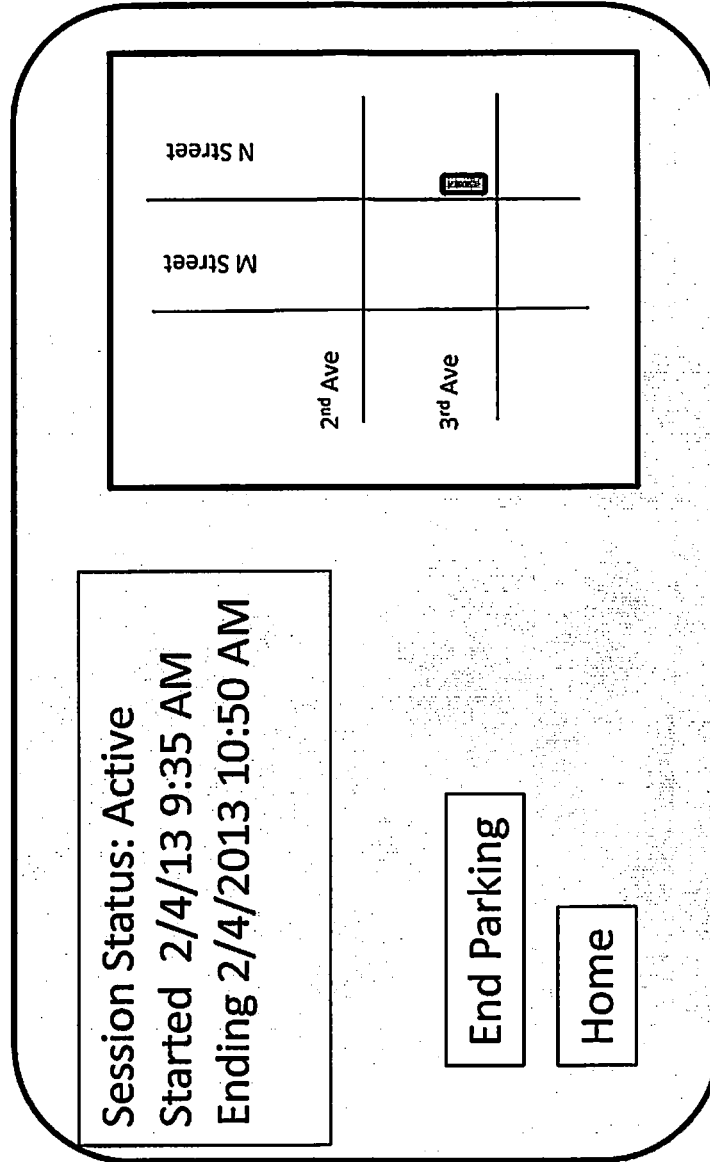 Session Status: Active
Started 2/4/13 9:35 AM
Ending 2/4/2013 10:50 AM
End Parking
Home
M Street
N Street
2nd Ave
3rd Ave